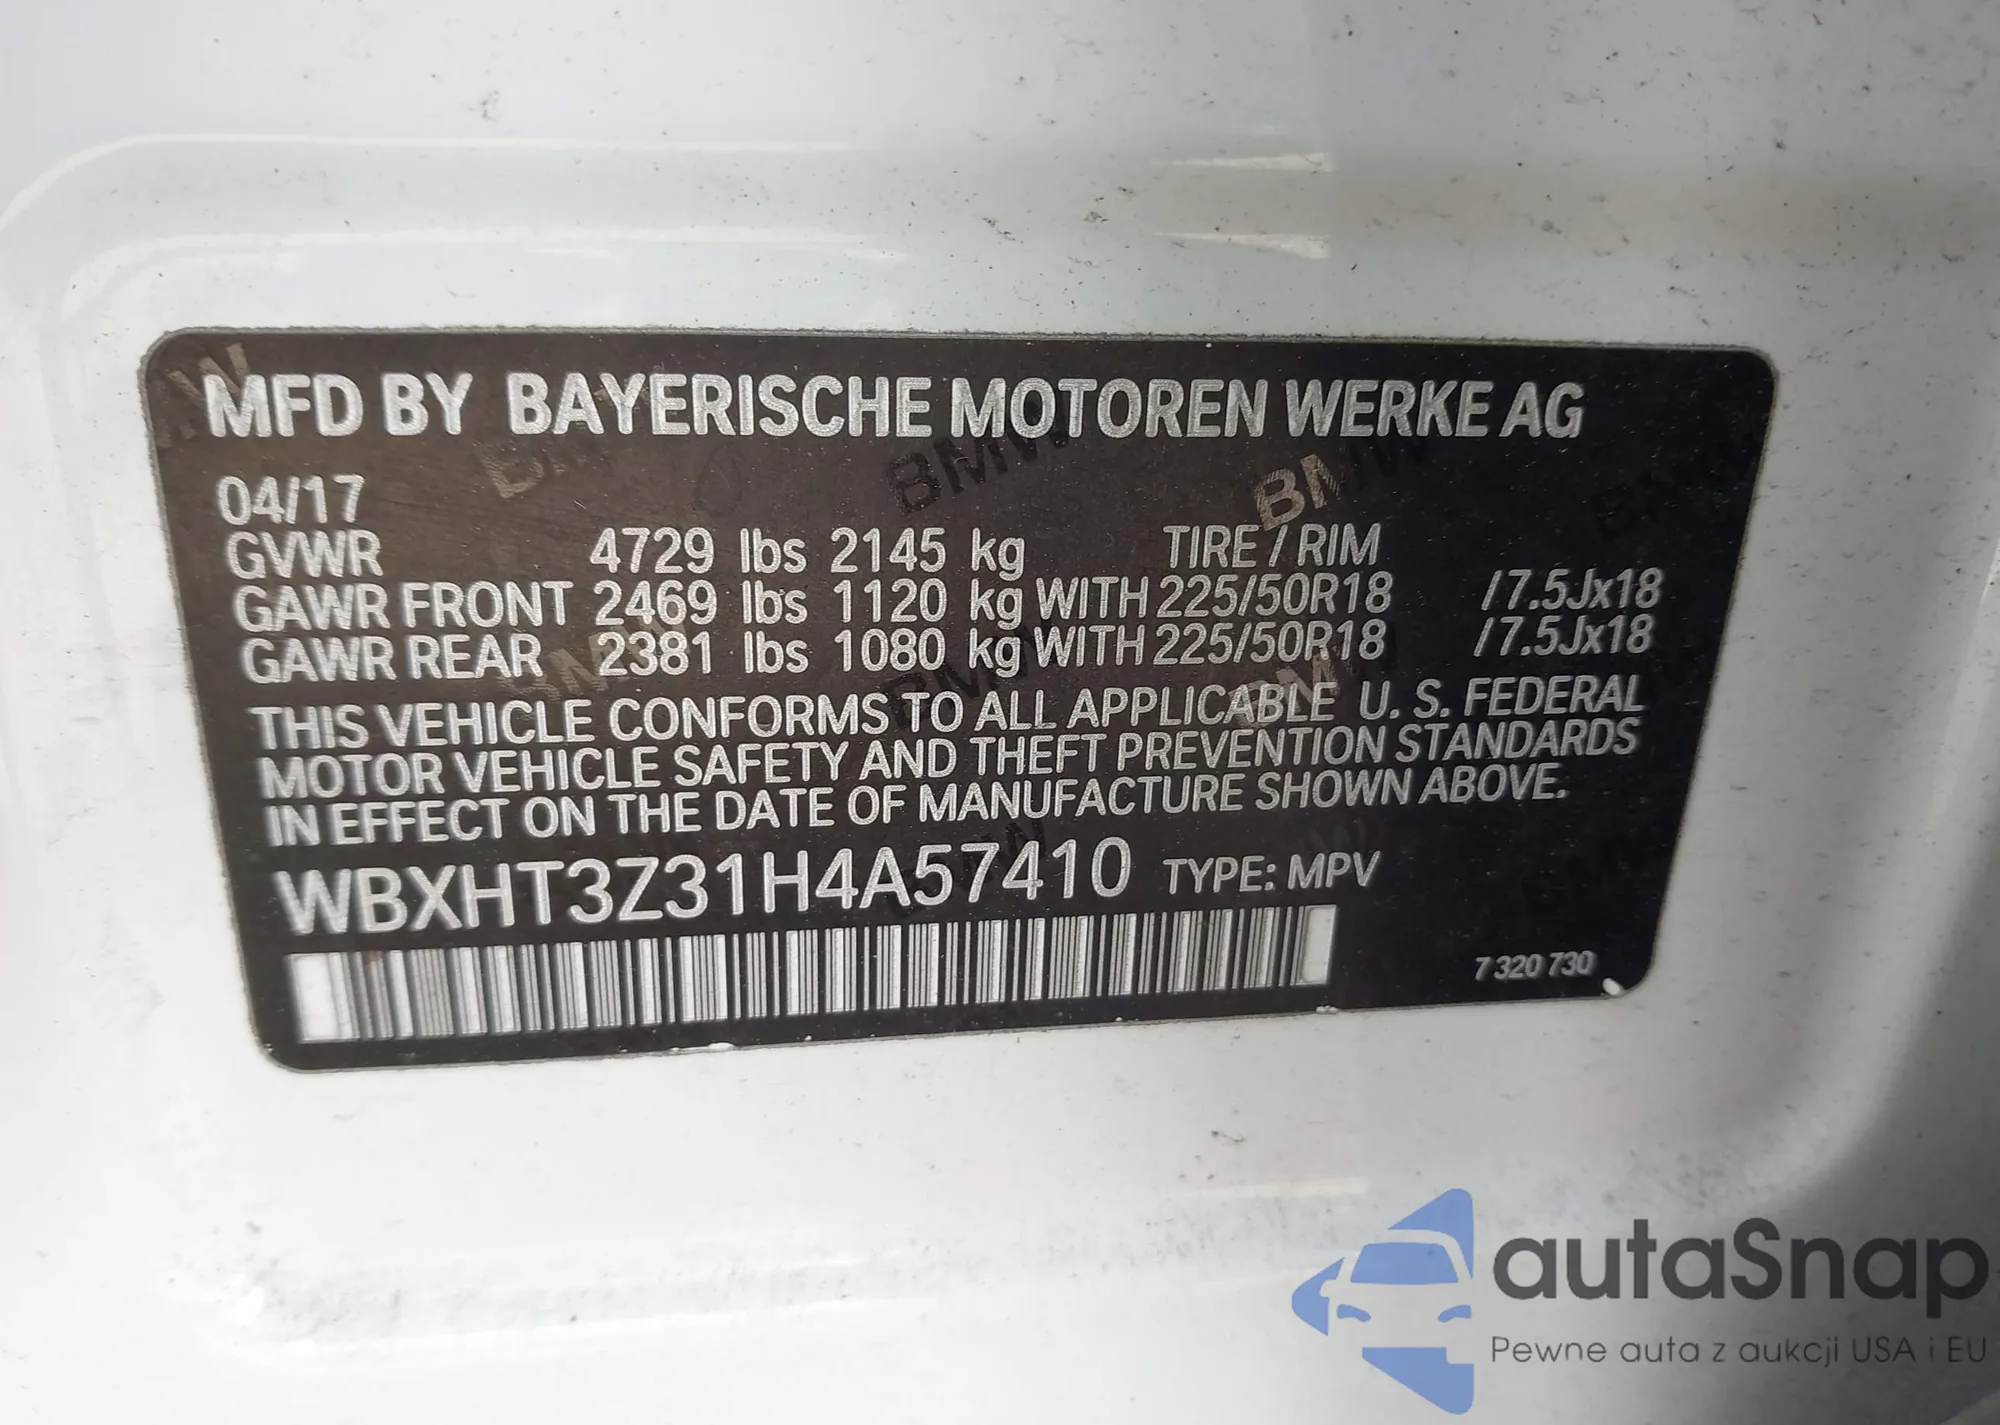 MFD BY BAYERISCHE MOTOREN WERKE AG
04/17
GVWR 4729 lbs 2145 kg TIRE / RIM
GAWR FRONT 2469 lbs 1120 kg WITH 225/50R18 /7.5Jx18
GAWR REAR 2381 lbs 1080 kg WITH 225/50R18 /7.5Jx18
THIS VEHICLE CONFORMS TO ALL APPLICABLE U. S. FEDERAL
MOTOR VEHICLE SAFETY AND THEFT PREVENTION STANDARDS
IN EFFECT ON THE DATE OF MANUFACTURE SHOWN ABOVE.
WBXHT3Z31H4A57410 TYPE: MPV
7 320 730
autaSnap
Pewne auta z aukcji USA i EU